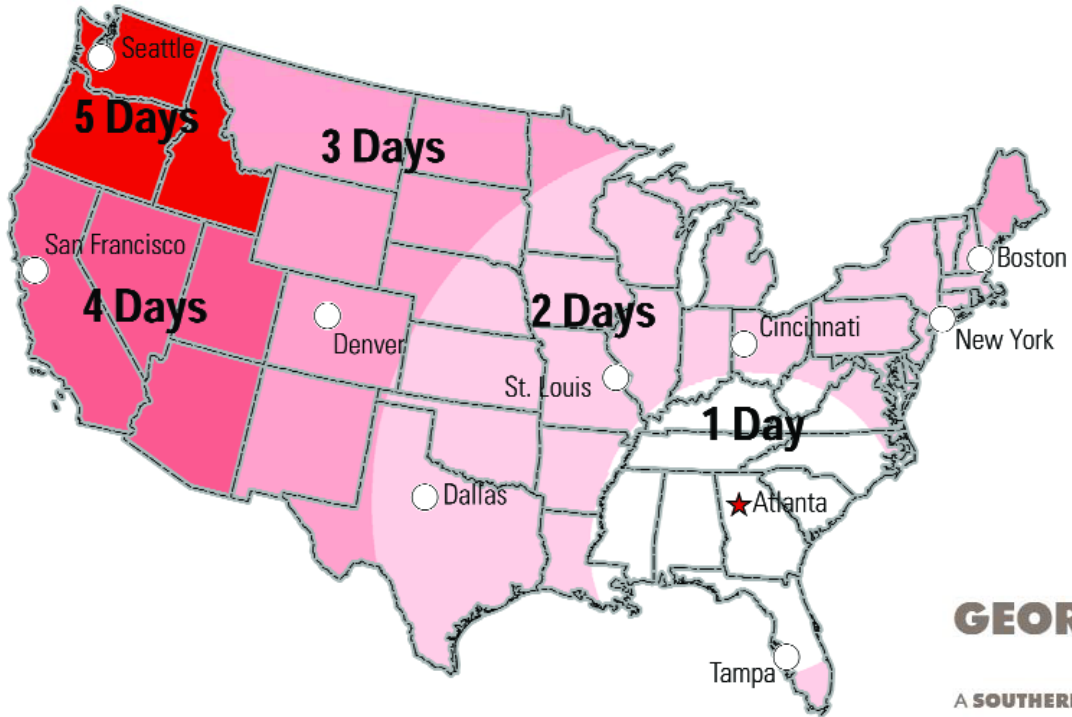 Seattle
5 Days
3 Days
San Francisco
4 Days
Denver
2 Days
Cincinnati
Boston
New York
St. Louis
1 Day
Dallas
Atlanta
Tampa
GEOR
A SOUTHER